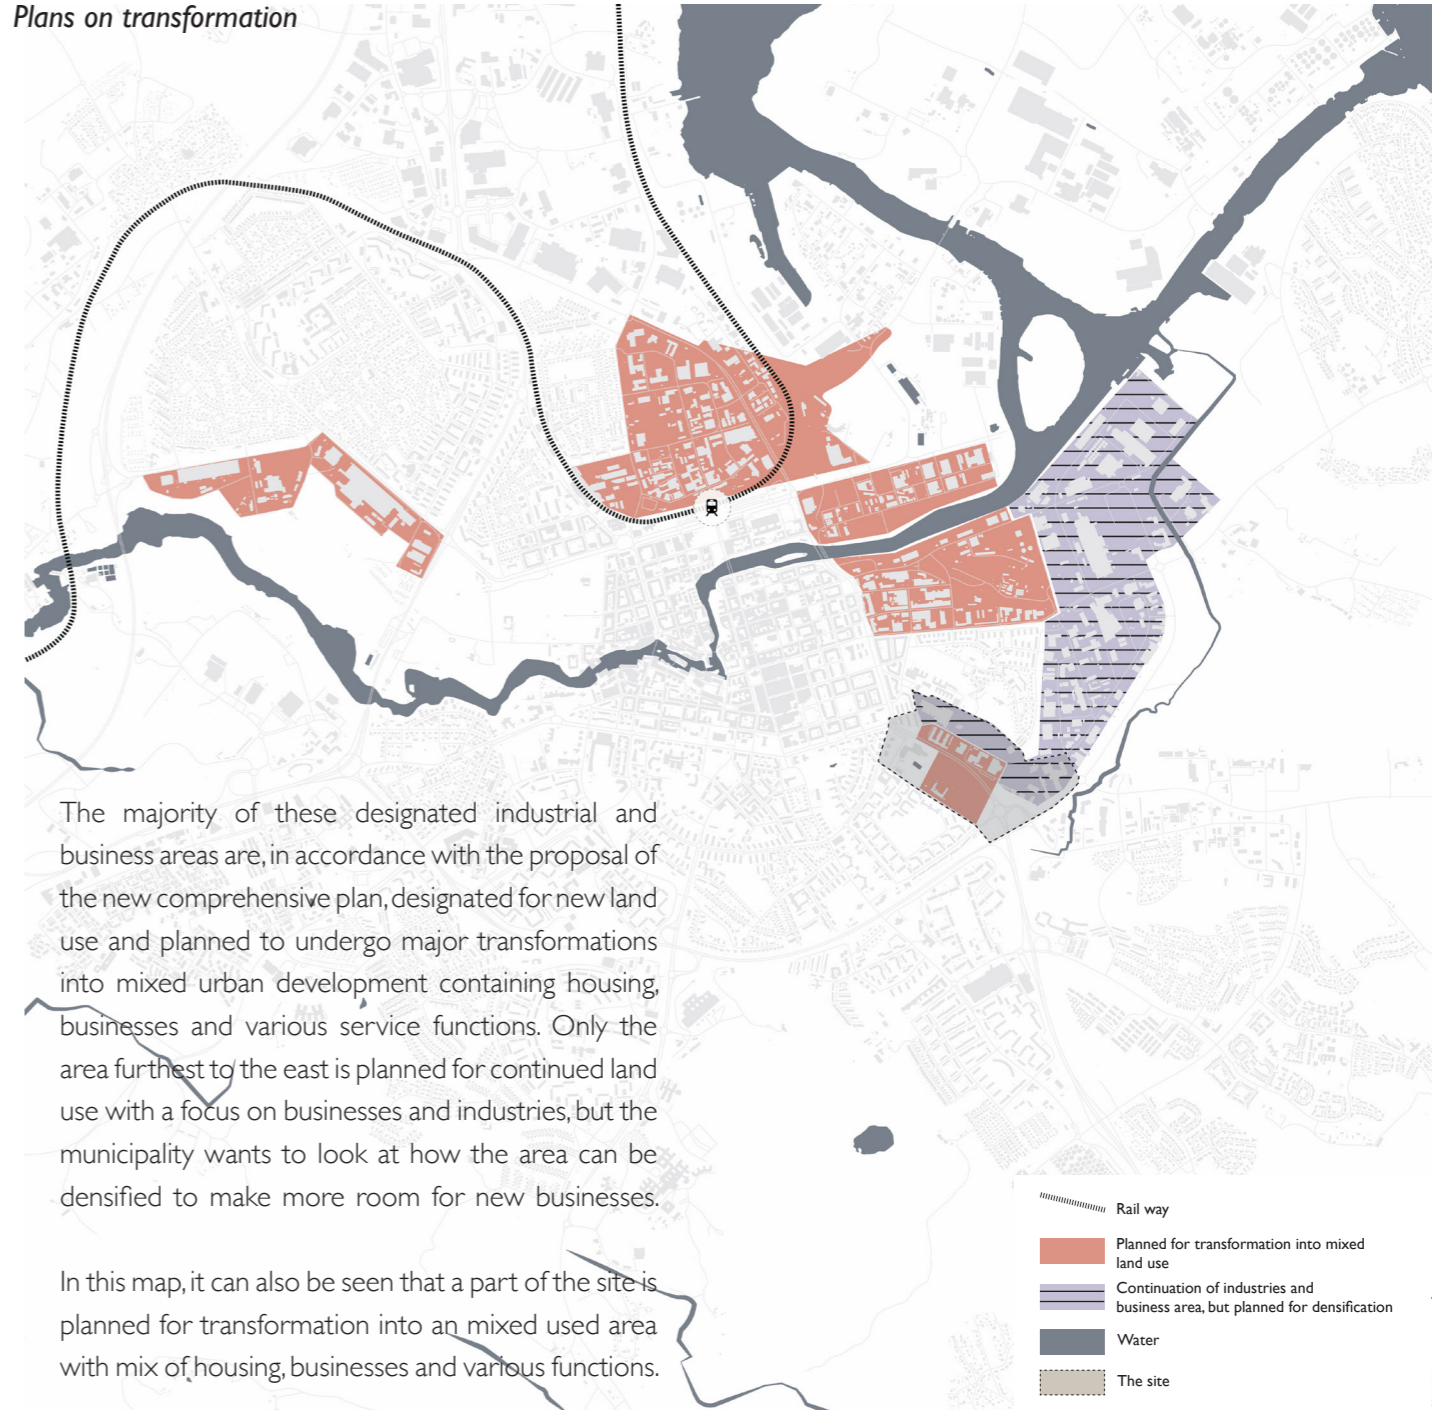 Plans on transformation
The majority of these designated industrial and
business areas are, in accordance with the proposal of
the new comprehensive plan, designated for new land
use and planned to undergo major transformations
into mixed urban development containing housing,
businesses and various service functions. Only the
area furthest to the east is planned for continued land
use with a focus on businesses and industries, but the
municipality wants to look at how the area can be
densified to make more room for new businesses.
In this map, it can also be seen that a part of the site is
planned for transformation into an mixed used area
with mix of housing, businesses and various functions.
Rail way
Planned for transformation into mixed
land use
Continuation of industries and
business area, but planned for densification
Water
The site